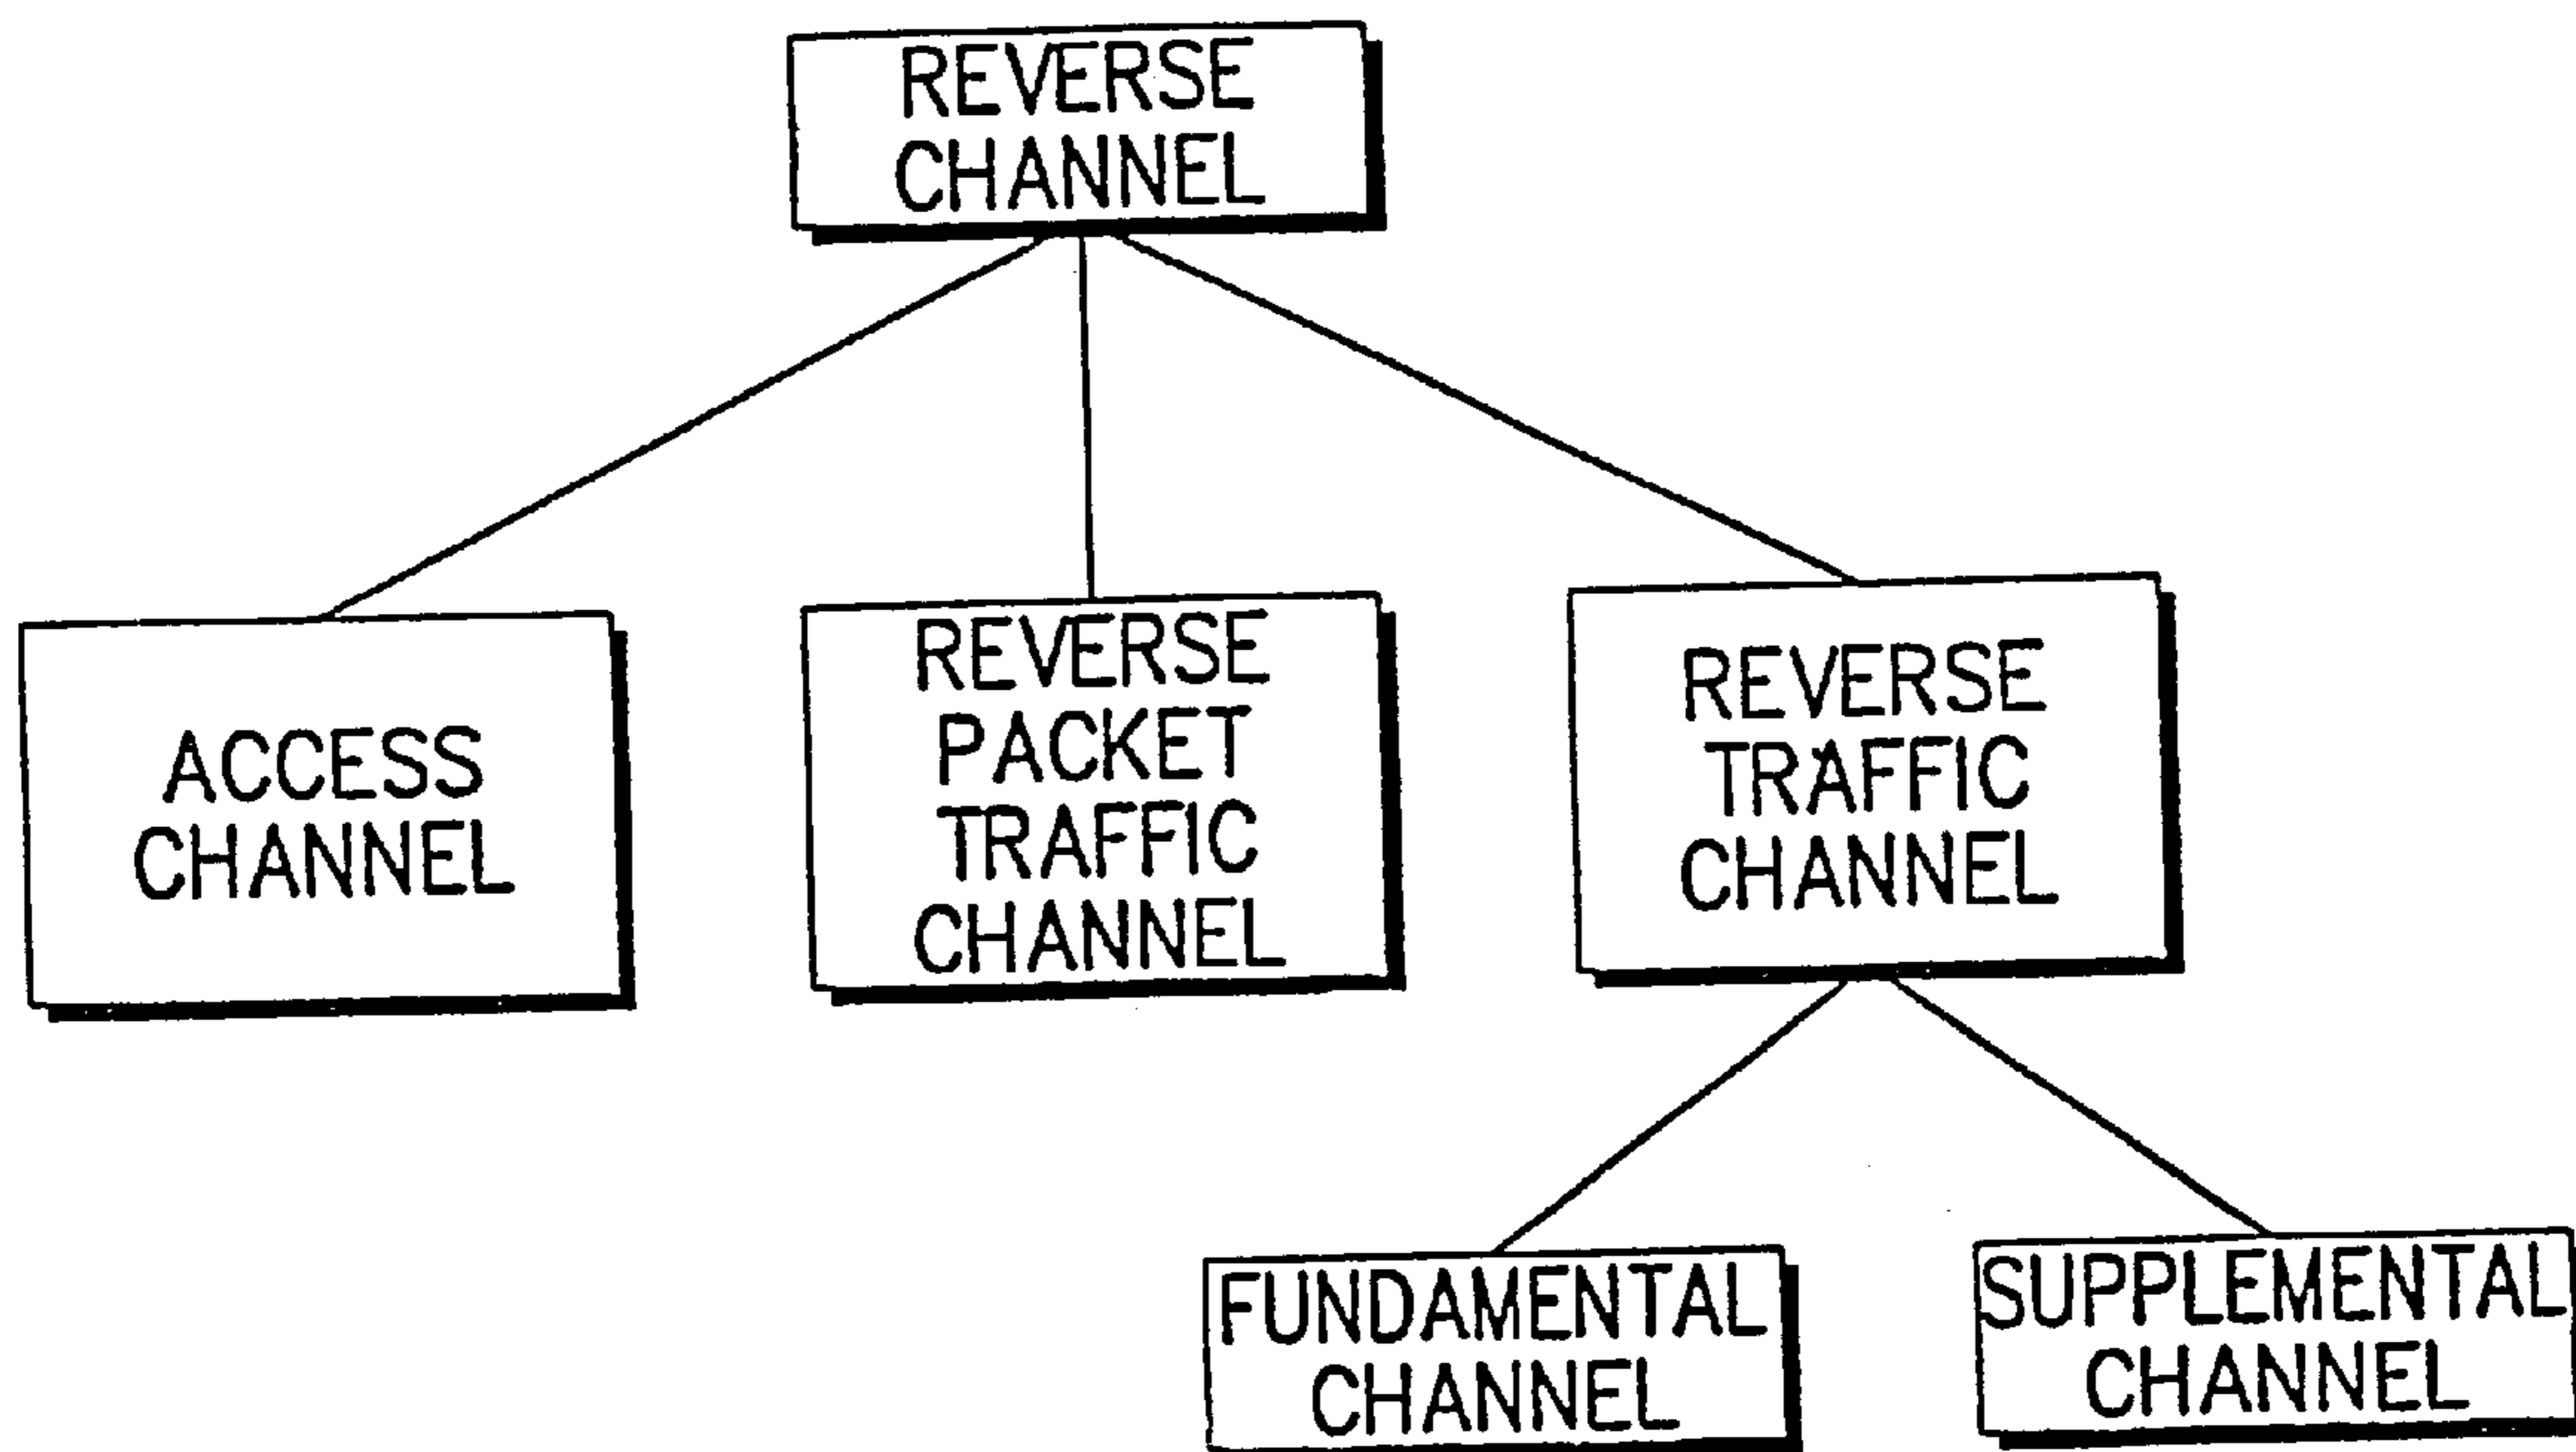 REVERSE
CHANNEL
ACCESS
CHANNEL
REVERSE
PACKET
TRAFFIC
CHANNEL
REVERSE
TRAFFIC
CHANNEL
FUNDAMENTAL
CHANNEL
SUPPLEMENTAL
CHANNEL